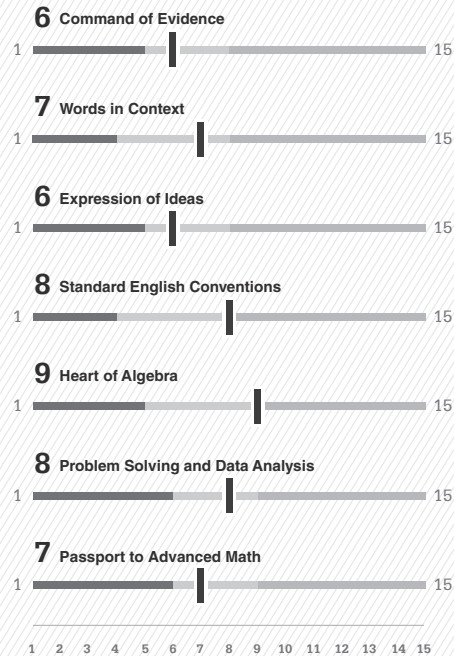 6 Command of Evidence
1 15
7 Words in Context
1 15
6 Expression of Ideas
1 15
8 Standard English Conventions
1 15
9 Heart of Algebra
1 15
8 Problem Solving and Data Analysis
1 15
7 Passport to Advanced Math
1 15
1 2 3 4 5 6 7 8 9 10 11 12 13 14 15